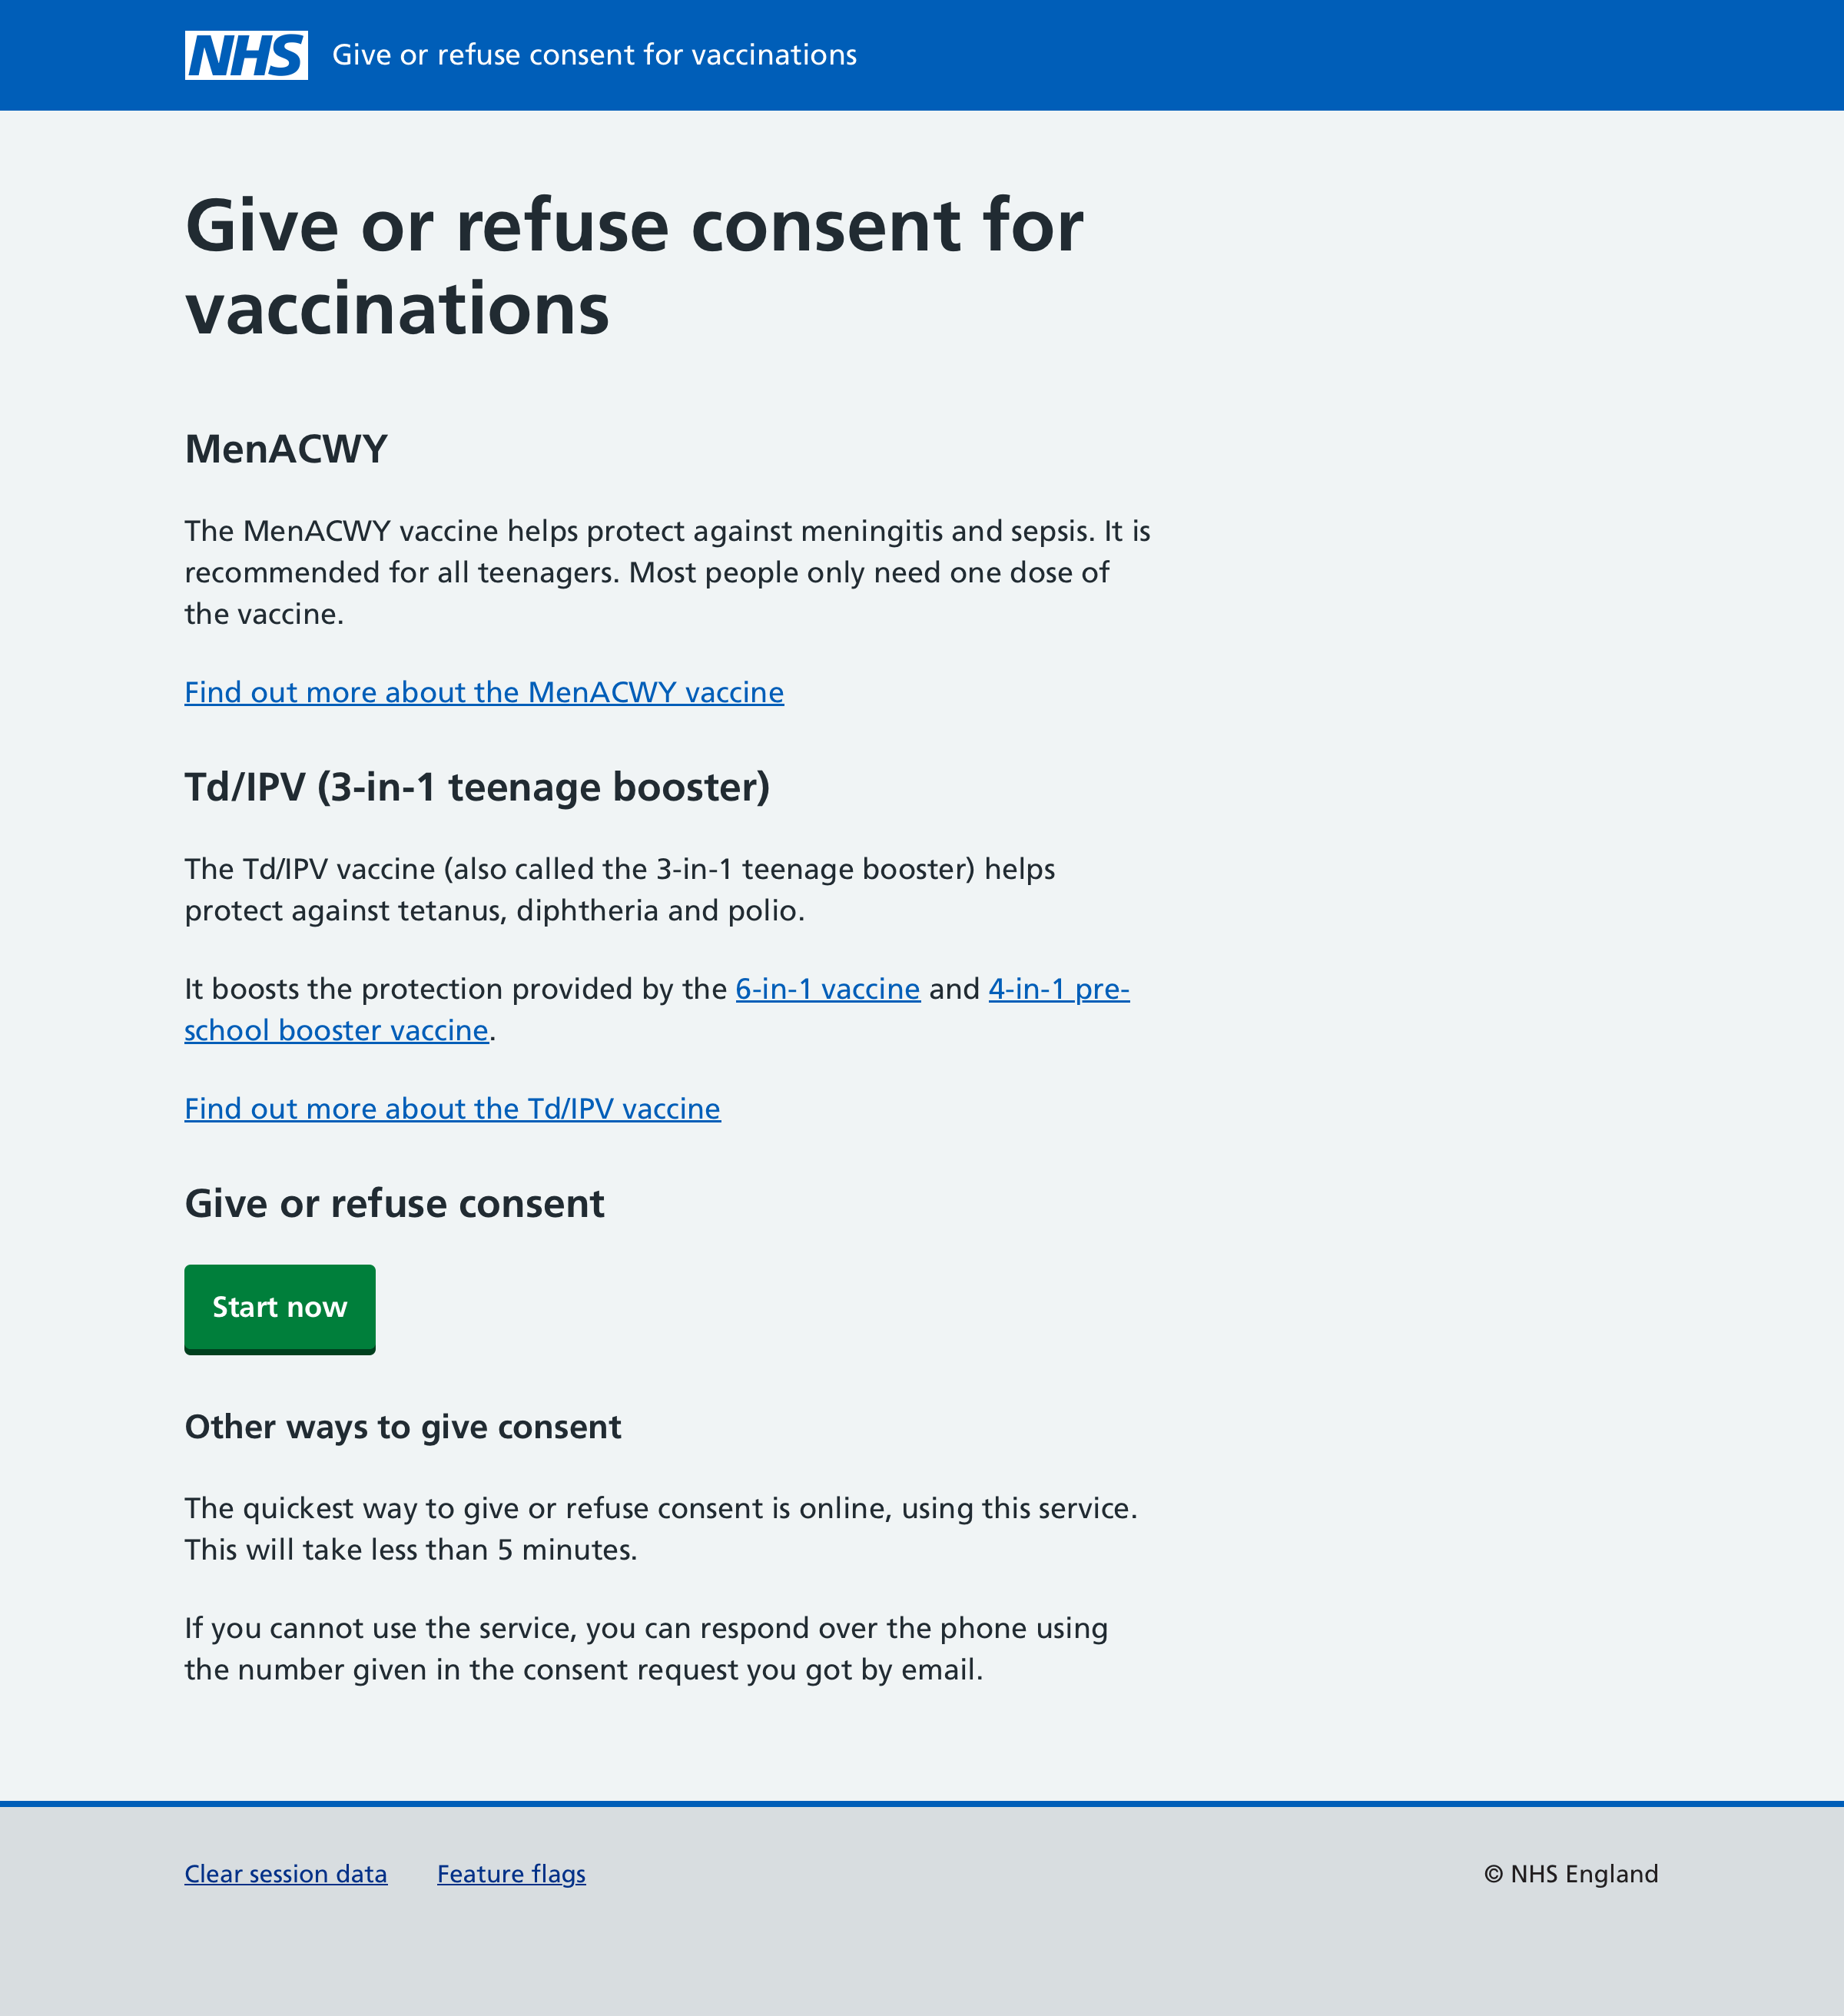 NHS Give or refuse consent for vaccinations
Give or refuse consent for
vaccinations
MenACWY
The MenACWY vaccine helps protect against meningitis and sepsis. It is
recommended for all teenagers. Most people only need one dose of
the vaccine.
Find out more about the MenACWY vaccine
Td/IPV (3-in-1 teenage booster)
The Td/IPV vaccine (also called the 3-in-1 teenage booster) helps
protect against tetanus, diphtheria and polio.
It boosts the protection provided by the 6-in-1 vaccine and 4-in-1 pre-
school booster vaccine.
Find out more about the Td/IPV vaccine
Give or refuse consent
Start now
Other ways to give consent
The quickest way to give or refuse consent is online, using this service.
This will take less than 5 minutes.
If you cannot use the service, you can respond over the phone using
the number given in the consent request you got by email.
Clear session data Feature flags © NHS England